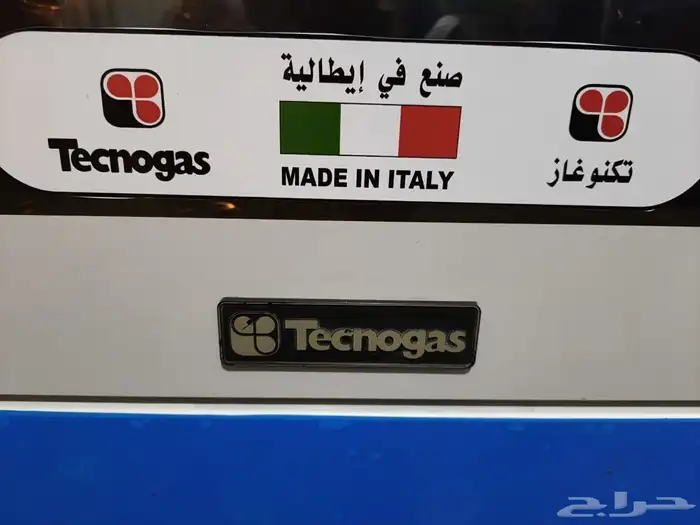 صنع في إيطالية
Tecnogas
MADE IN ITALY
تكنوغاز
Tecnogas
حراج